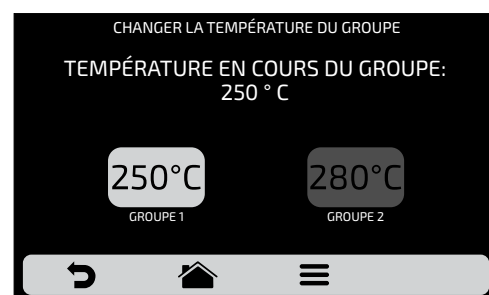 CHANGER LA TEMPÉRATURE DU GROUPE
TEMPÉRATURE EN COURS DU GROUPE:
250 ° C
250°C 280°C
GROUPE 1 GROUPE 2